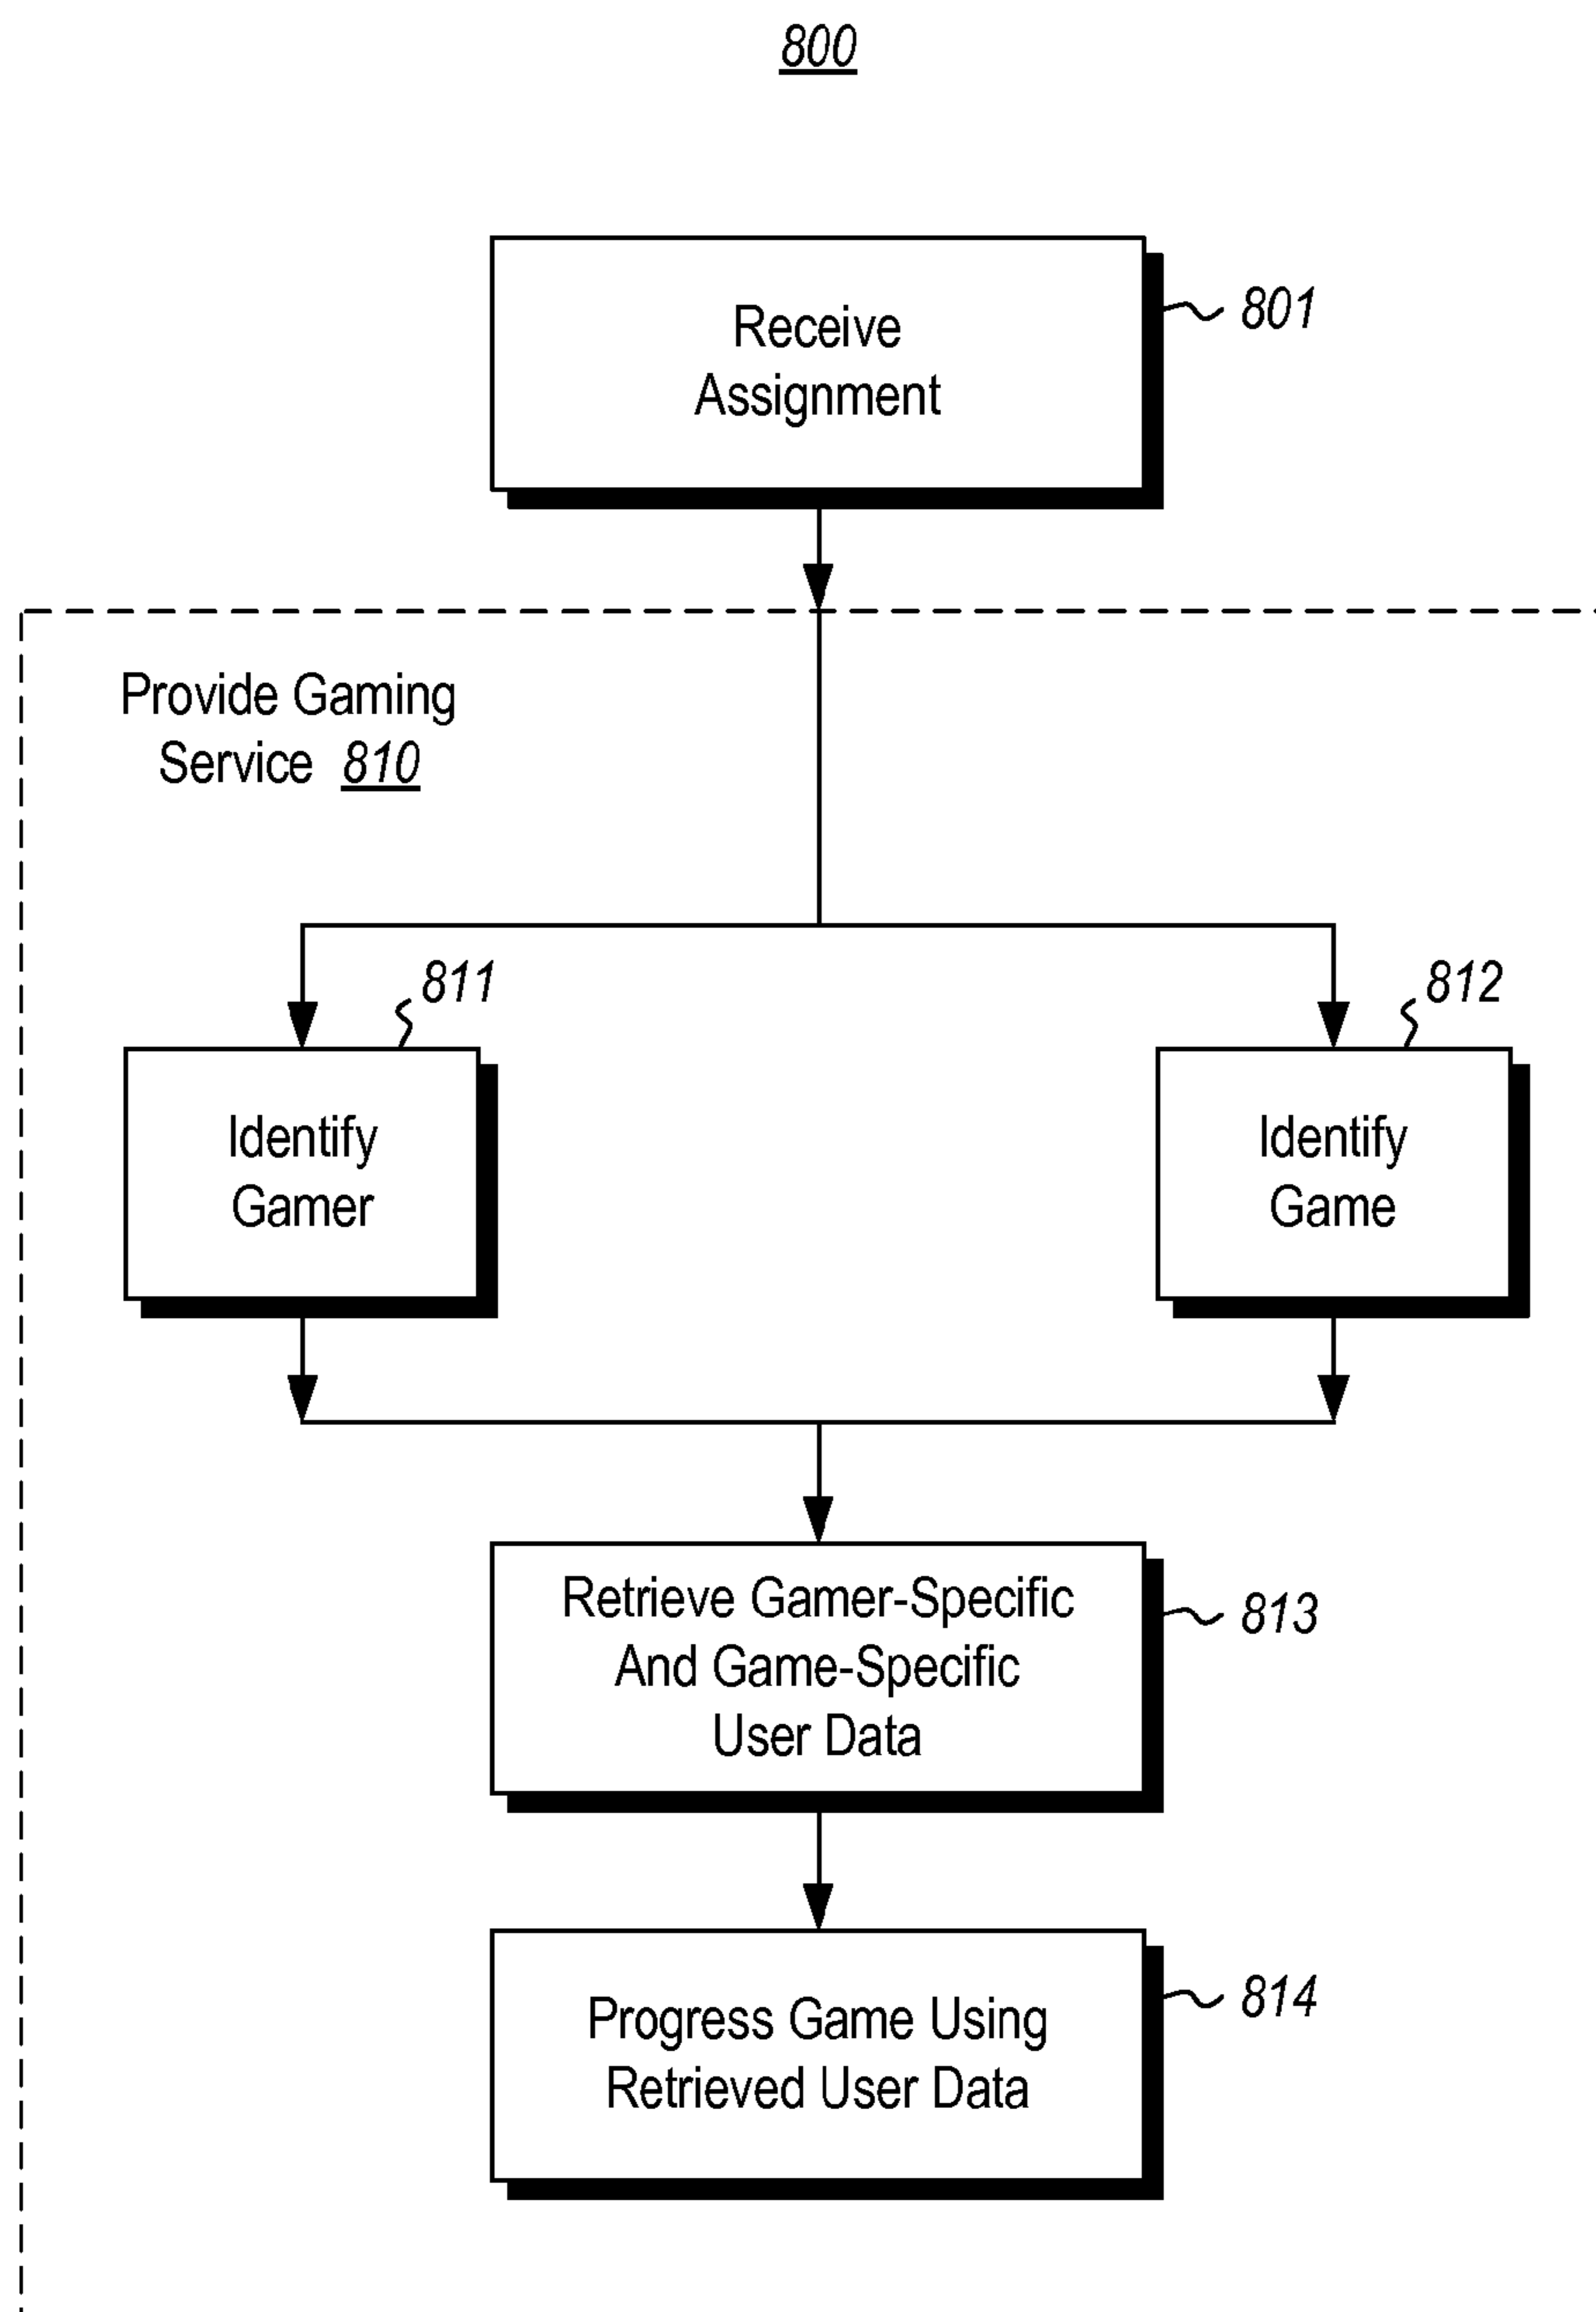 800
Receive
Assignment
801
Provide Gaming
Service 810
811
812
Identify
Gamer
Identify
Game
Retrieve Gamer-Specific
And Game-Specific
User Data
813
Progress Game Using
Retrieved User Data
814